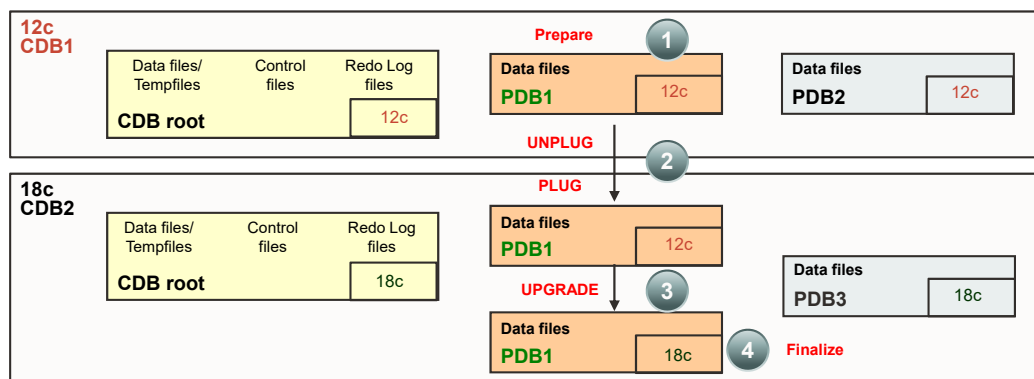 12c
CDB1
Prepare
1
Data files/
Tempfiles
Control
files
Redo Log
files
CDB root
12c
Data files
PDB1
12c
Data files
PDB2
12c
UNPLUG
2
18c
CDB2
PLUG
Data files/
Tempfiles
Control
files
Redo Log
files
CDB root
18c
Data files
PDB1
12c
UPGRADE
3
Data files
PDB3
18c
Data files
PDB1
18c
4
Finalize